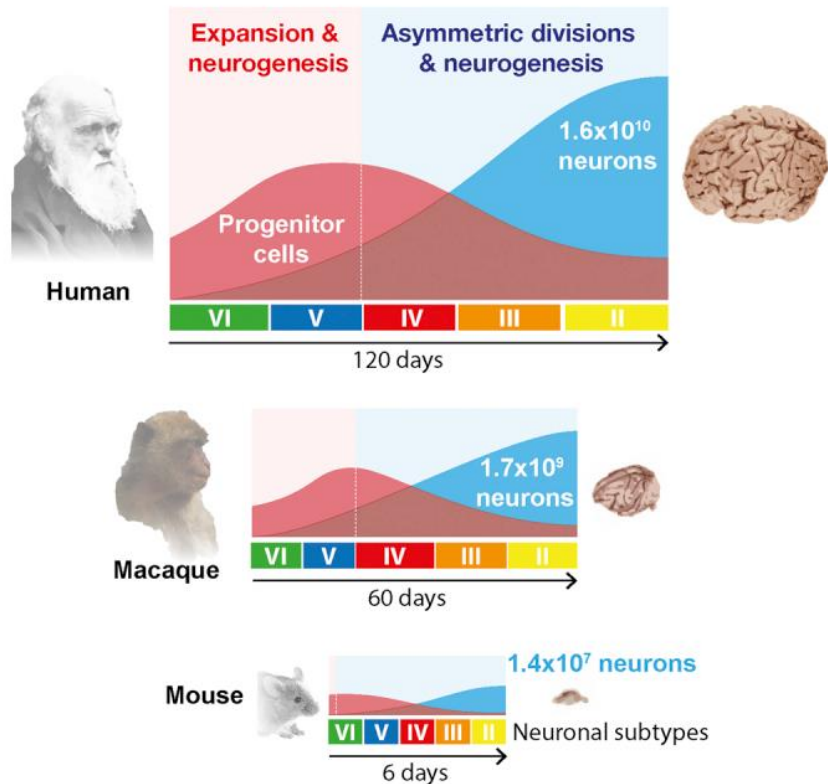 Expansion &
neurogenesis
Asymmetric divisions
& neurogenesis
1.6x10¹⁰
neurons
Progenitor
cells
Human
VI V IV III II
120 days
1.7x10⁹
neurons
Macaque
VI V IV III II
60 days
1.4x10⁷ neurons
Mouse
VI V IV III II Neuronal subtypes
6 days